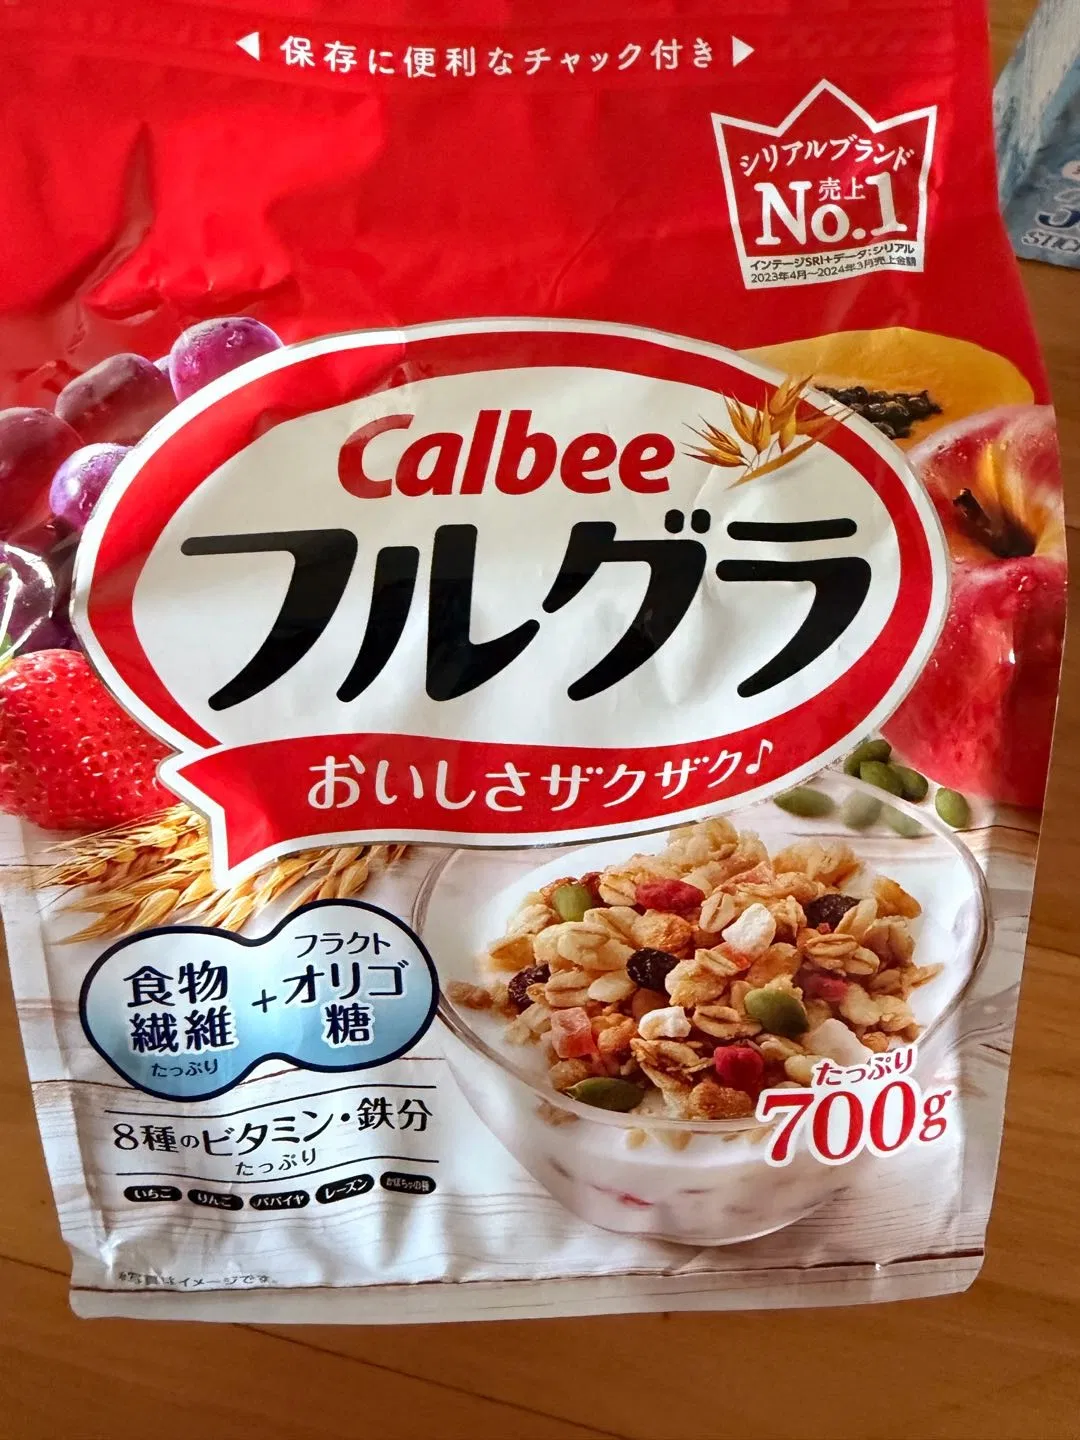 保存に便利なチャック付き
シリアルブランド
売上
No.1
インテージSRI+データ:シリアル
2023年4月～2024年3月売上金額
Calbee
フルグラ
おいしさザクザク♪
食物
繊維
たっぷり
+
フラクト
オリゴ
糖
8種のビタミン・鉄分
たっぷり
いちご りんご パパイヤ レーズン かぼちゃの種
たっぷり
700g
写真はイメージです。
STICK